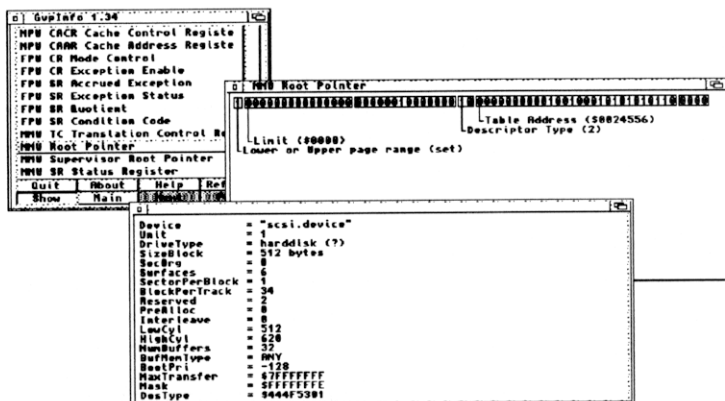 GvpInfo 1.34
MPU CACR Cache Control Registe
MPU CAAR Cache Address Registe
FPU CR Mode Control
FPU CR Exception Enable
FPU SR Accrued Exception
FPU SR Exception Status
FPU SR Quotient
FPU SR Condition Code
MMU TC Translation Control Re
MMU Root Pointer
MMU Supervisor Root Pointer
MMU SR Status Register
Quit About Help Ref
Show Main
MMU Root Pointer
Table Address ($0024556)
Descriptor Type (2)
Limit ($0000)
Lower or Upper page range (set)
Device = "scsi.device"
Unit = 1
DriveType = harddisk (?)
SizeBlock = 512 bytes
SecOrg = 0
Surfaces = 6
SectorPerBlock = 1
BlockPerTrack = 34
Reserved = 2
PreAlloc = 0
Interleave = 0
LowCyl = 512
HighCyl = 620
NumBuffers = 32
BufMemType = ANY
BootPri = -128
MaxTransfer = $7FFFFFFF
Mask = $FFFFFFFE
DosType = $444F5301